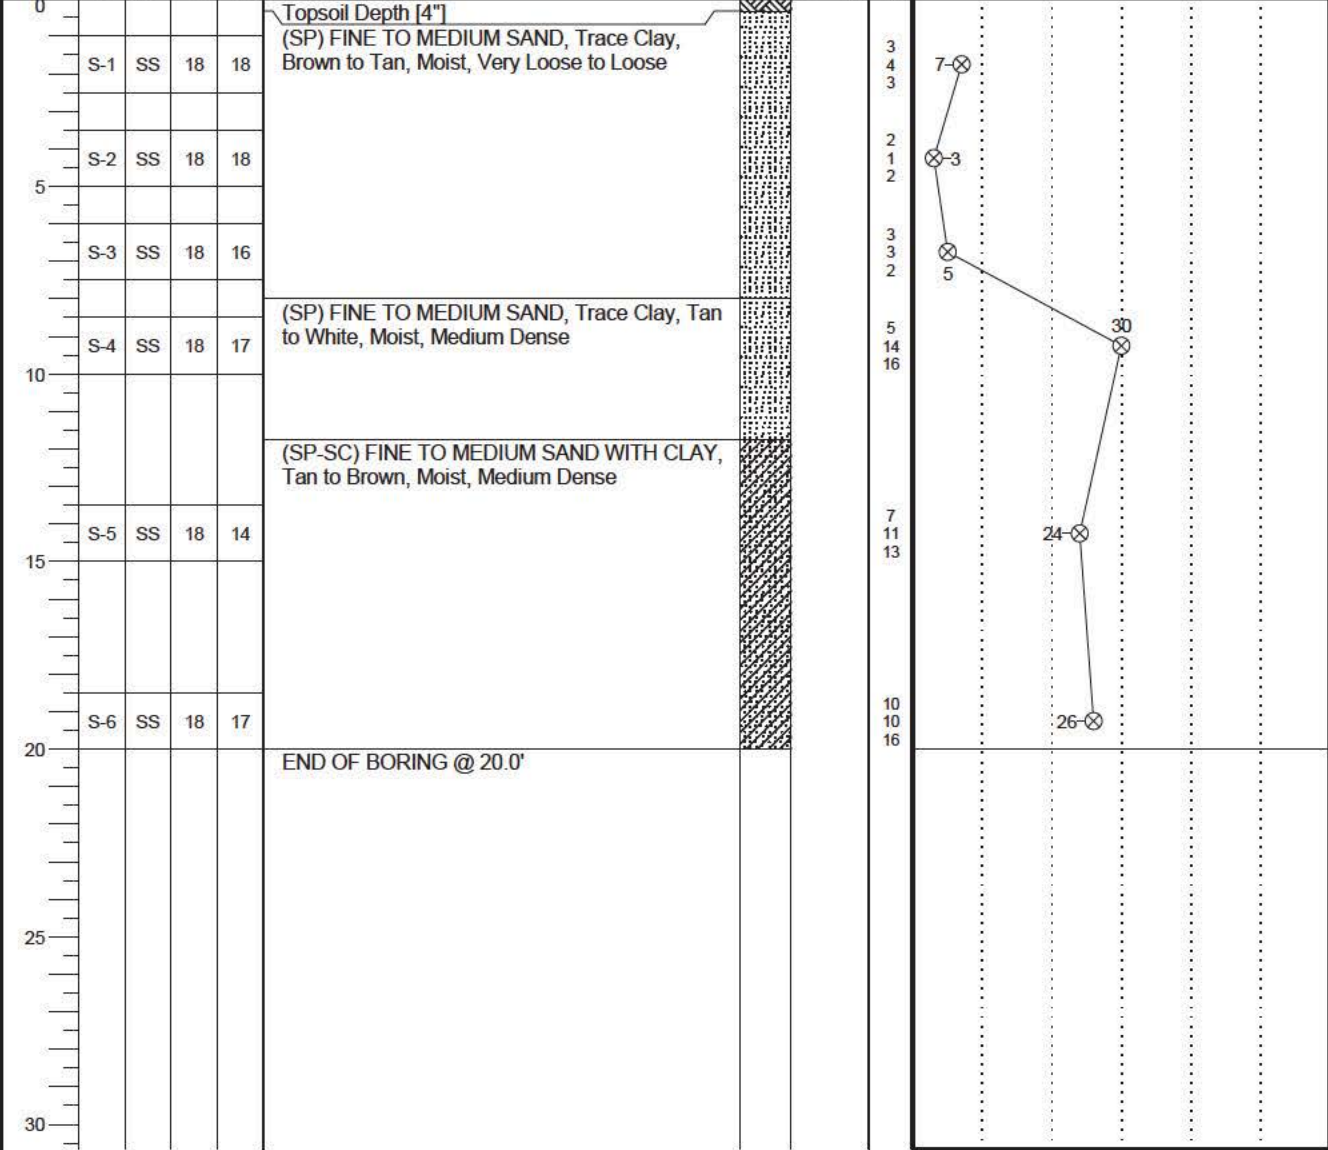 0
Topsoil Depth [4"]
(SP) FINE TO MEDIUM SAND, Trace Clay,
Brown to Tan, Moist, Very Loose to Loose
S-1 SS 18 18
3
4
3
7
S-2 SS 18 18
2
1
2
3
5
S-3 SS 18 16
3
3
2
5
(SP) FINE TO MEDIUM SAND, Trace Clay, Tan
to White, Moist, Medium Dense
S-4 SS 18 17
5
14
16
30
10
(SP-SC) FINE TO MEDIUM SAND WITH CLAY,
Tan to Brown, Moist, Medium Dense
S-5 SS 18 14
7
11
13
24
15
S-6 SS 18 17
10
10
16
26
20
END OF BORING @ 20.0'
25
30